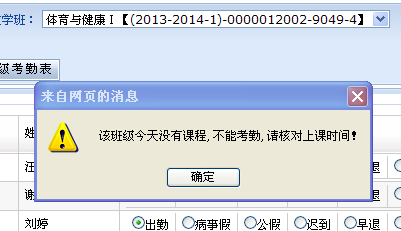 学班： 体育与健康Ⅰ【(2013-2014-1)-0000012002-9049-4】
级考勤表
来自网页的消息
该班级今天没有课程,不能考勤,请核对上课时间!
确定
汪
退
谢
退
刘婷 出勤 病事假 公假 迟到 早退